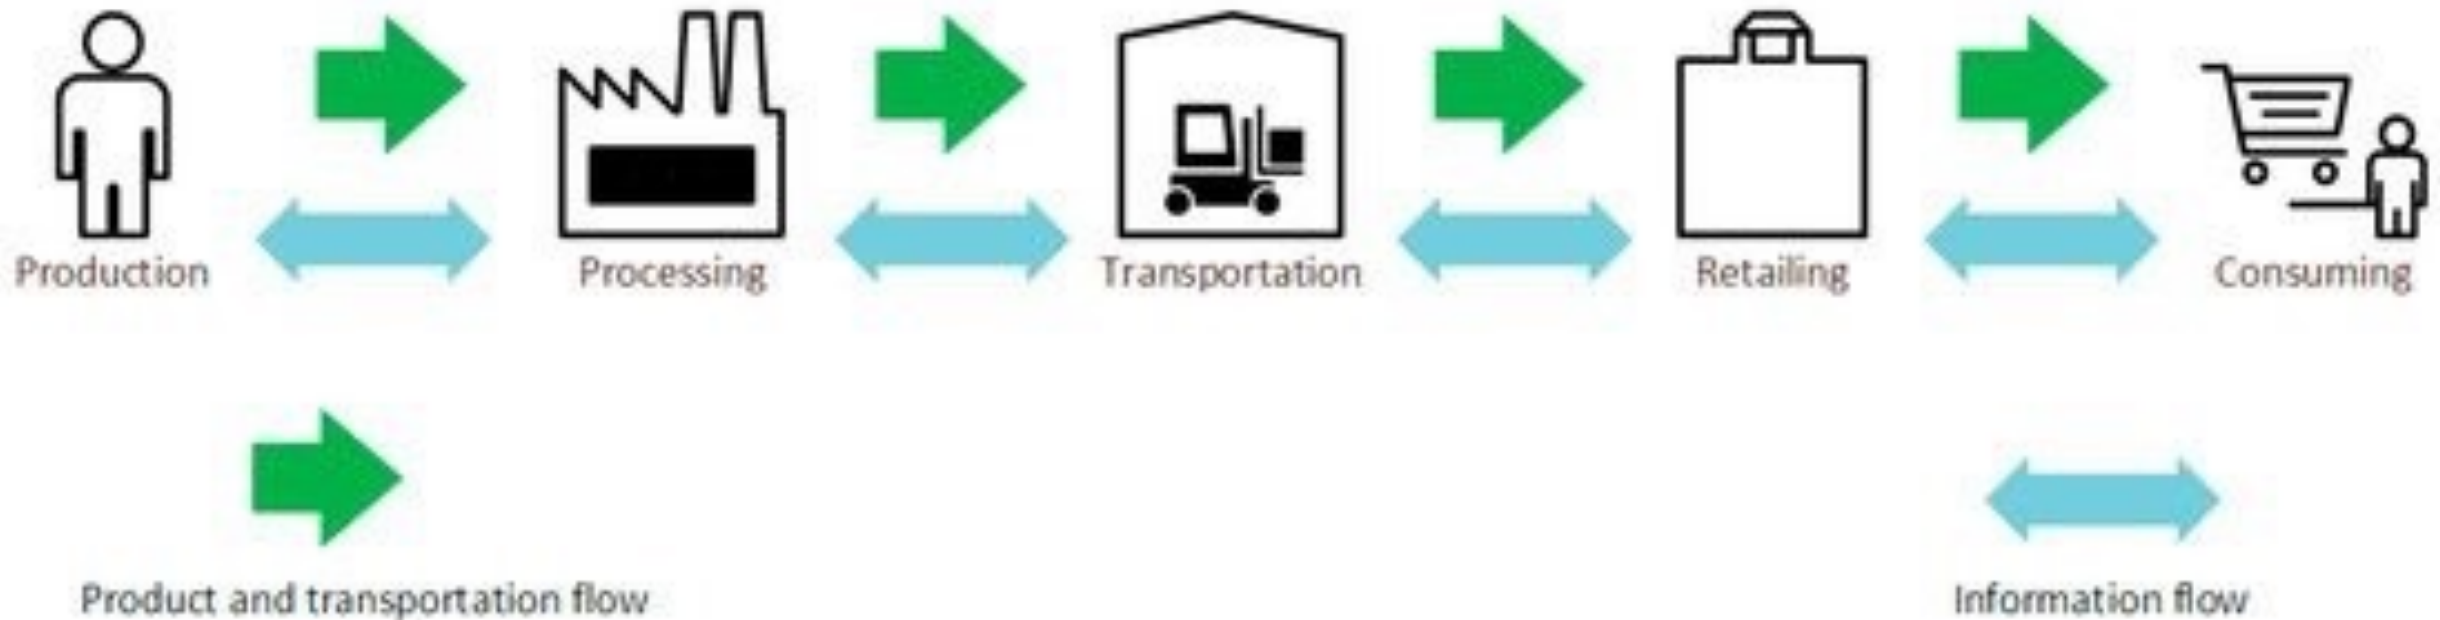 Production
Processing
Transportation
Retailing
Consuming
Product and transportation flow
Information flow